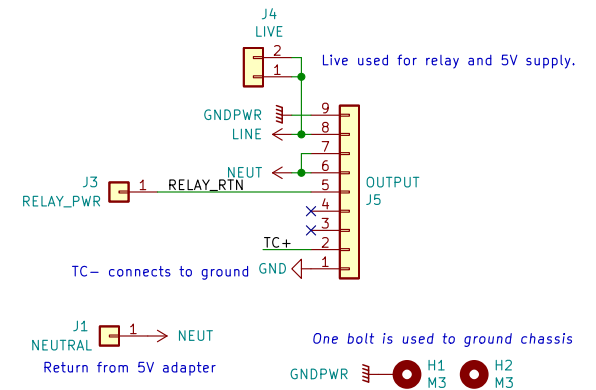 J4
LIVE
2
1
Live used for relay and 5V supply.
GNDPWR
9
LINE
8
7
NEUT
6
J3
RELAY_PWR
1
RELAY_RTN
5
OUTPUT
J5
4
3
TC+
2
TC- connects to ground
GND
1
J1
NEUTRAL
1
NEUT
Return from 5V adapter
One bolt is used to ground chassis
GNDPWR
H1
M3
H2
M3